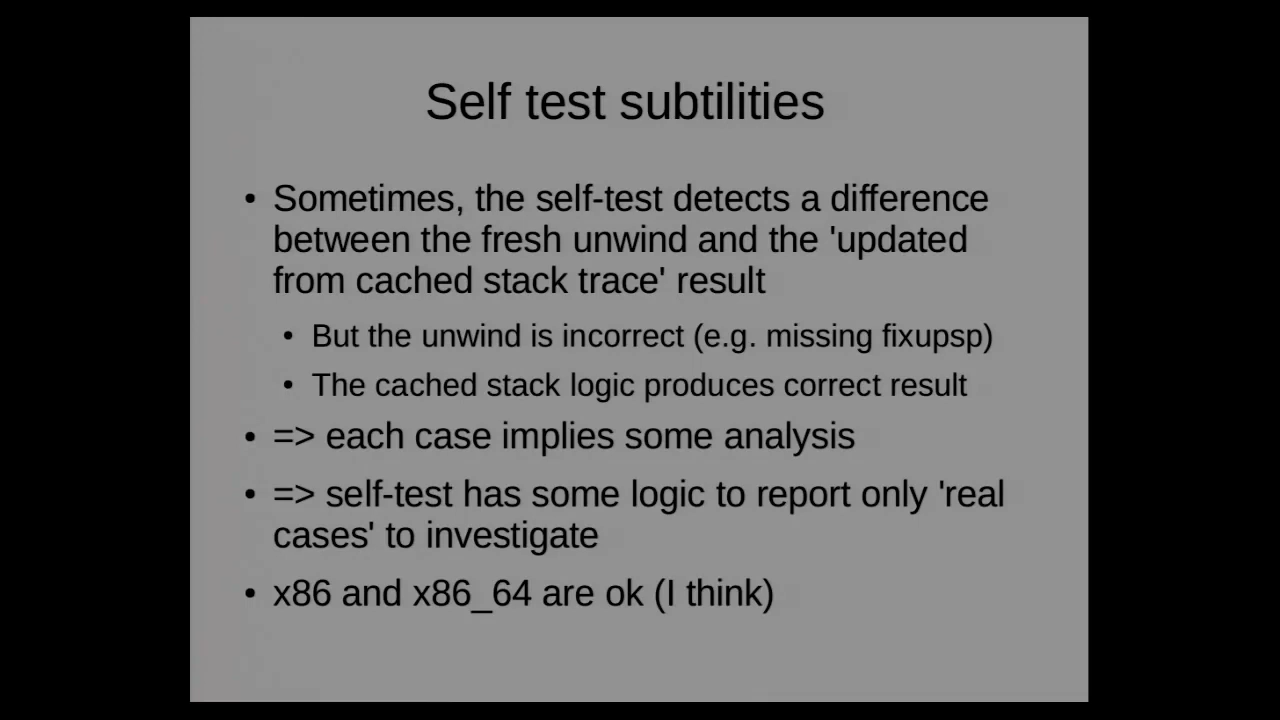 Self test subtilities
• Sometimes, the self-test detects a difference
between the fresh unwind and the 'updated
from cached stack trace' result
• But the unwind is incorrect (e.g. missing fixupsp)
• The cached stack logic produces correct result
• => each case implies some analysis
• => self-test has some logic to report only 'real
cases' to investigate
• x86 and x86_64 are ok (I think)